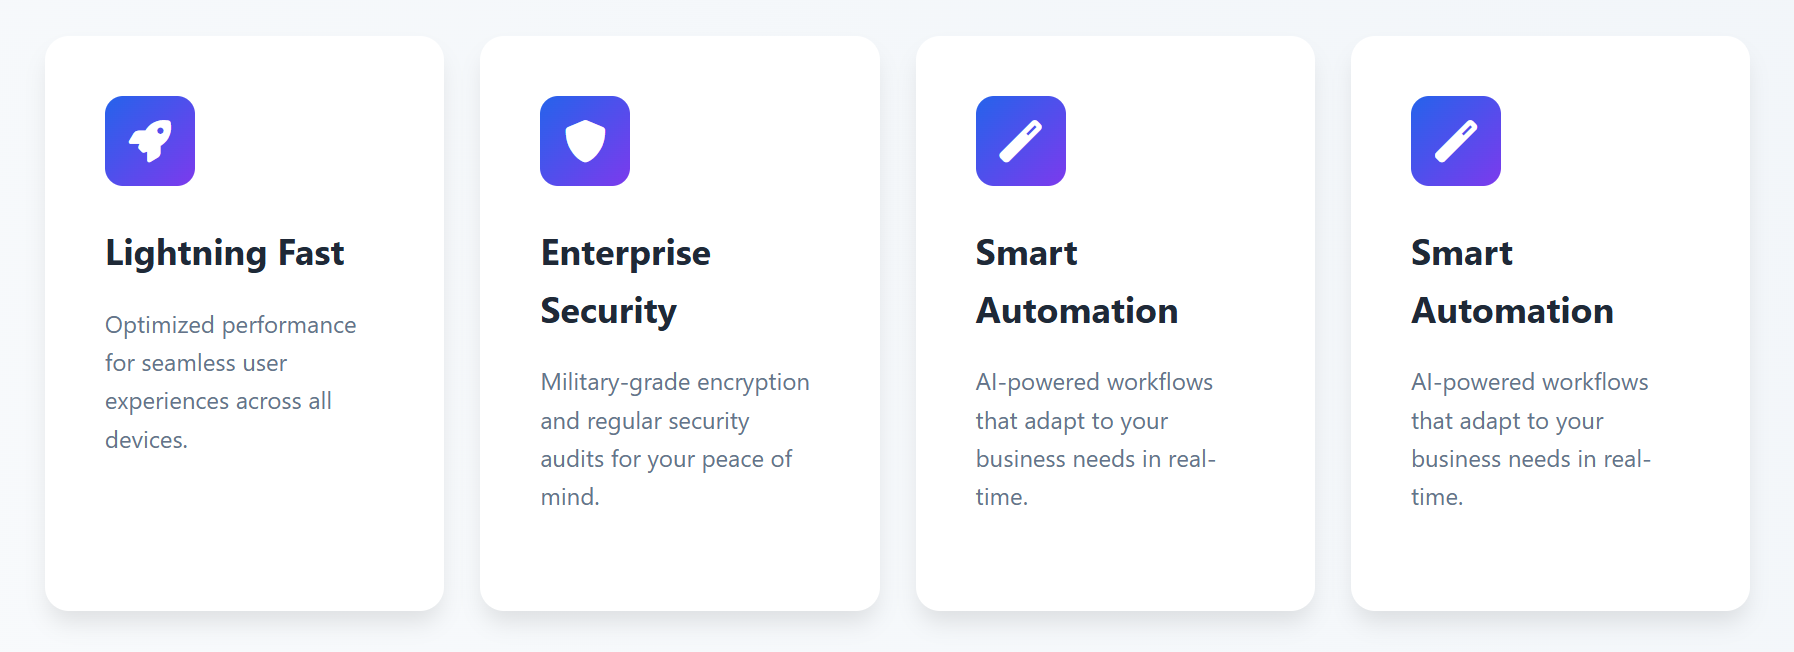 Lightning Fast
Optimized performance
for seamless user
experiences across all
devices.
Enterprise
Security
Military-grade encryption
and regular security
audits for your peace of
mind.
Smart
Automation
AI-powered workflows
that adapt to your
business needs in real-
time.
Smart
Automation
AI-powered workflows
that adapt to your
business needs in real-
time.